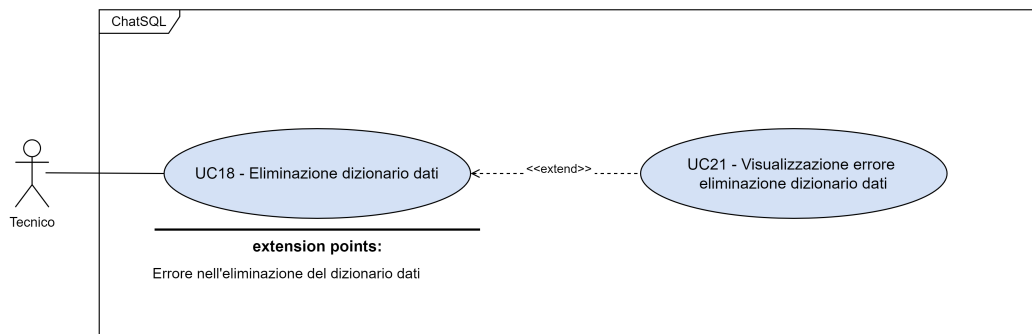 ChatSQL
UC18 - Eliminazione dizionario dati
<<extend>>
UC21 - Visualizzazione errore
eliminazione dizionario dati
Tecnico
extension points:
Errore nell'eliminazione del dizionario dati